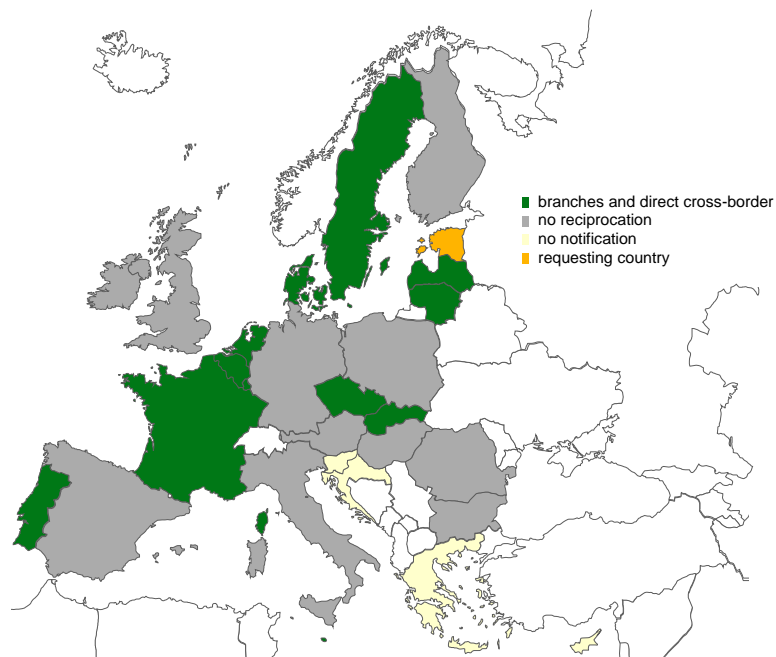 branches and direct cross-border
no reciprocation
no notification
requesting country